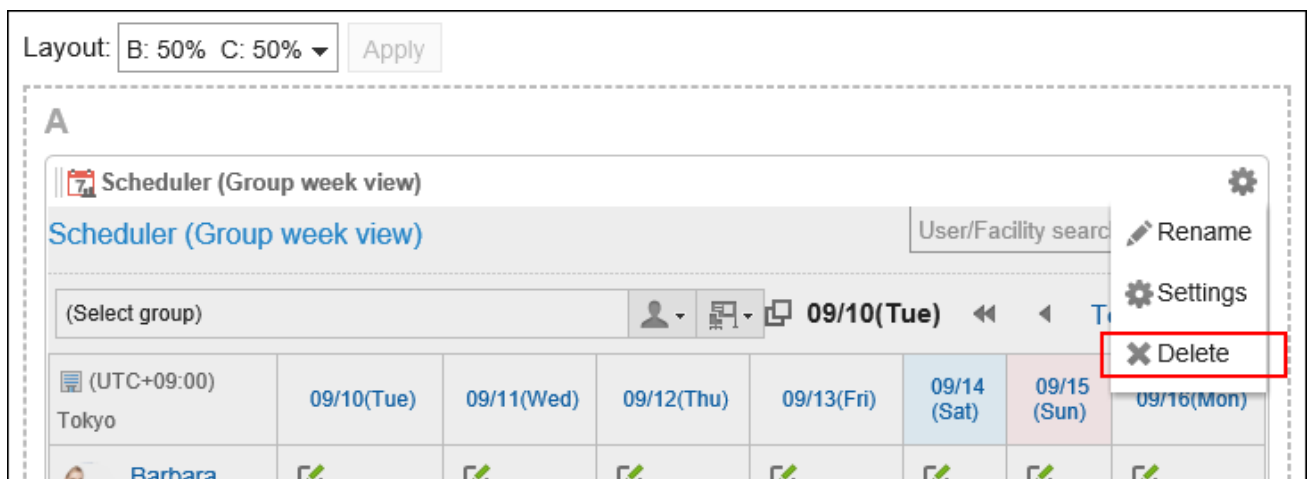 Layout: B: 50% C: 50% Apply
A
Scheduler (Group week view)
Scheduler (Group week view) User/Facility searc
Rename
Settings
(Select group) 09/10(Tue)
Delete
(UTC+09:00)
Tokyo
09/10(Tue) 09/11(Wed) 09/12(Thu) 09/13(Fri) 09/14
(Sat) 09/15
(Sun) 09/16(Mon)
Barbara